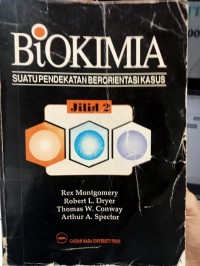 BiOKIMIA
SUATU PENDEKATAN BERORIENTASI KASUS
Jilid 2
Rex Montgomery
Robert L. Dryer
Thomas W. Conway
Arthur A. Spector
GADJAH MADA UNIVERSITY PRESS